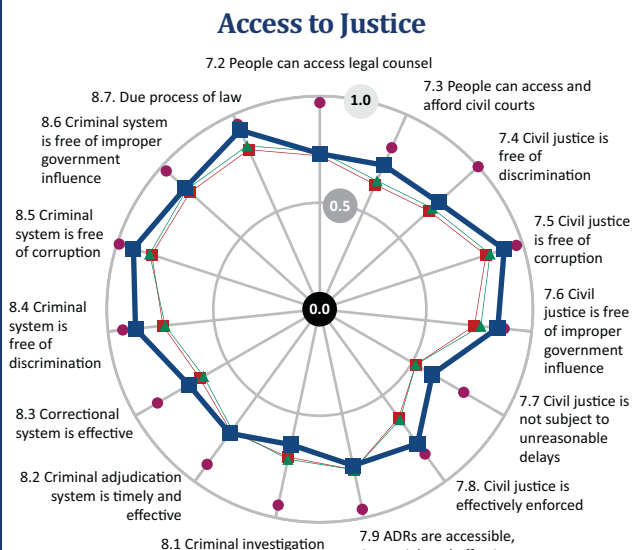 Access to Justice
7.2 People can access legal counsel
8.7. Due process of law
1.0
7.3 People can access and
afford civil courts
8.6 Criminal system
is free of improper
government
influence
7.4 Civil justice is
free of
discrimination
0.5
8.5 Criminal
system is free
of corruption
7.5 Civil justice
is free of
corruption
0.0
8.4 Criminal
system is
free of
discrimination
7.6 Civil
justice is free
of improper
government
influence
8.3 Correctional
system is effective
7.7 Civil justice is
not subject to
unreasonable
delays
8.2 Criminal adjudication
system is timely and
effective
7.8. Civil justice is
effectively enforced
8.1 Criminal investigation
7.9 ADRs are accessible,